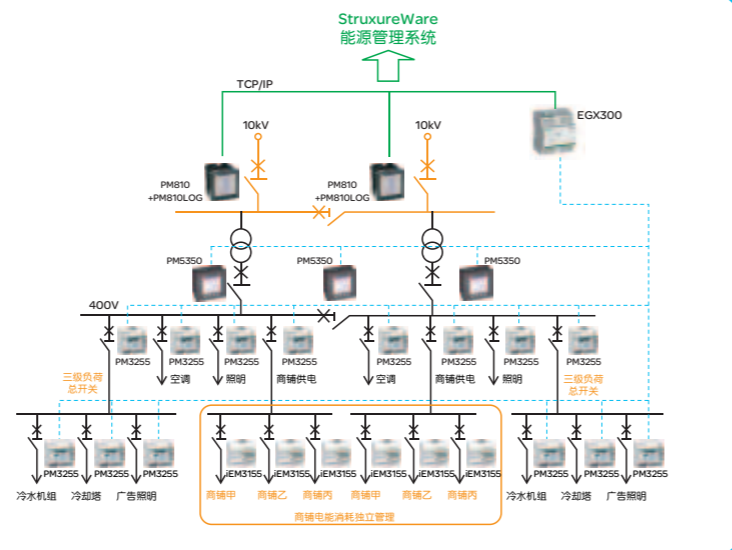 StruxureWare
能源管理系统
TCP/IP
EGX300
10kV
10kV
PM810
+PM810LOG
PM810
+PM810LOG
PM5350
PM5350
PM5350
400V
PM3255
PM3255
PM3255
PM3255
PM3255
PM3255
PM3255
PM3255
三级负荷
总开关
空调
照明
商铺供电
空调
商铺供电
照明
三级负荷
总开关
PM3255
PM3255
PM3255
iEM3155
iEM3155
iEM3155
iEM3155
iEM3155
iEM3155
PM3255
PM3255
PM3255
冷水机组
冷却塔
广告照明
商铺甲
商铺乙
商铺丙
商铺甲
商铺乙
商铺丙
冷水机组
冷却塔
广告照明
商铺电能消耗独立管理